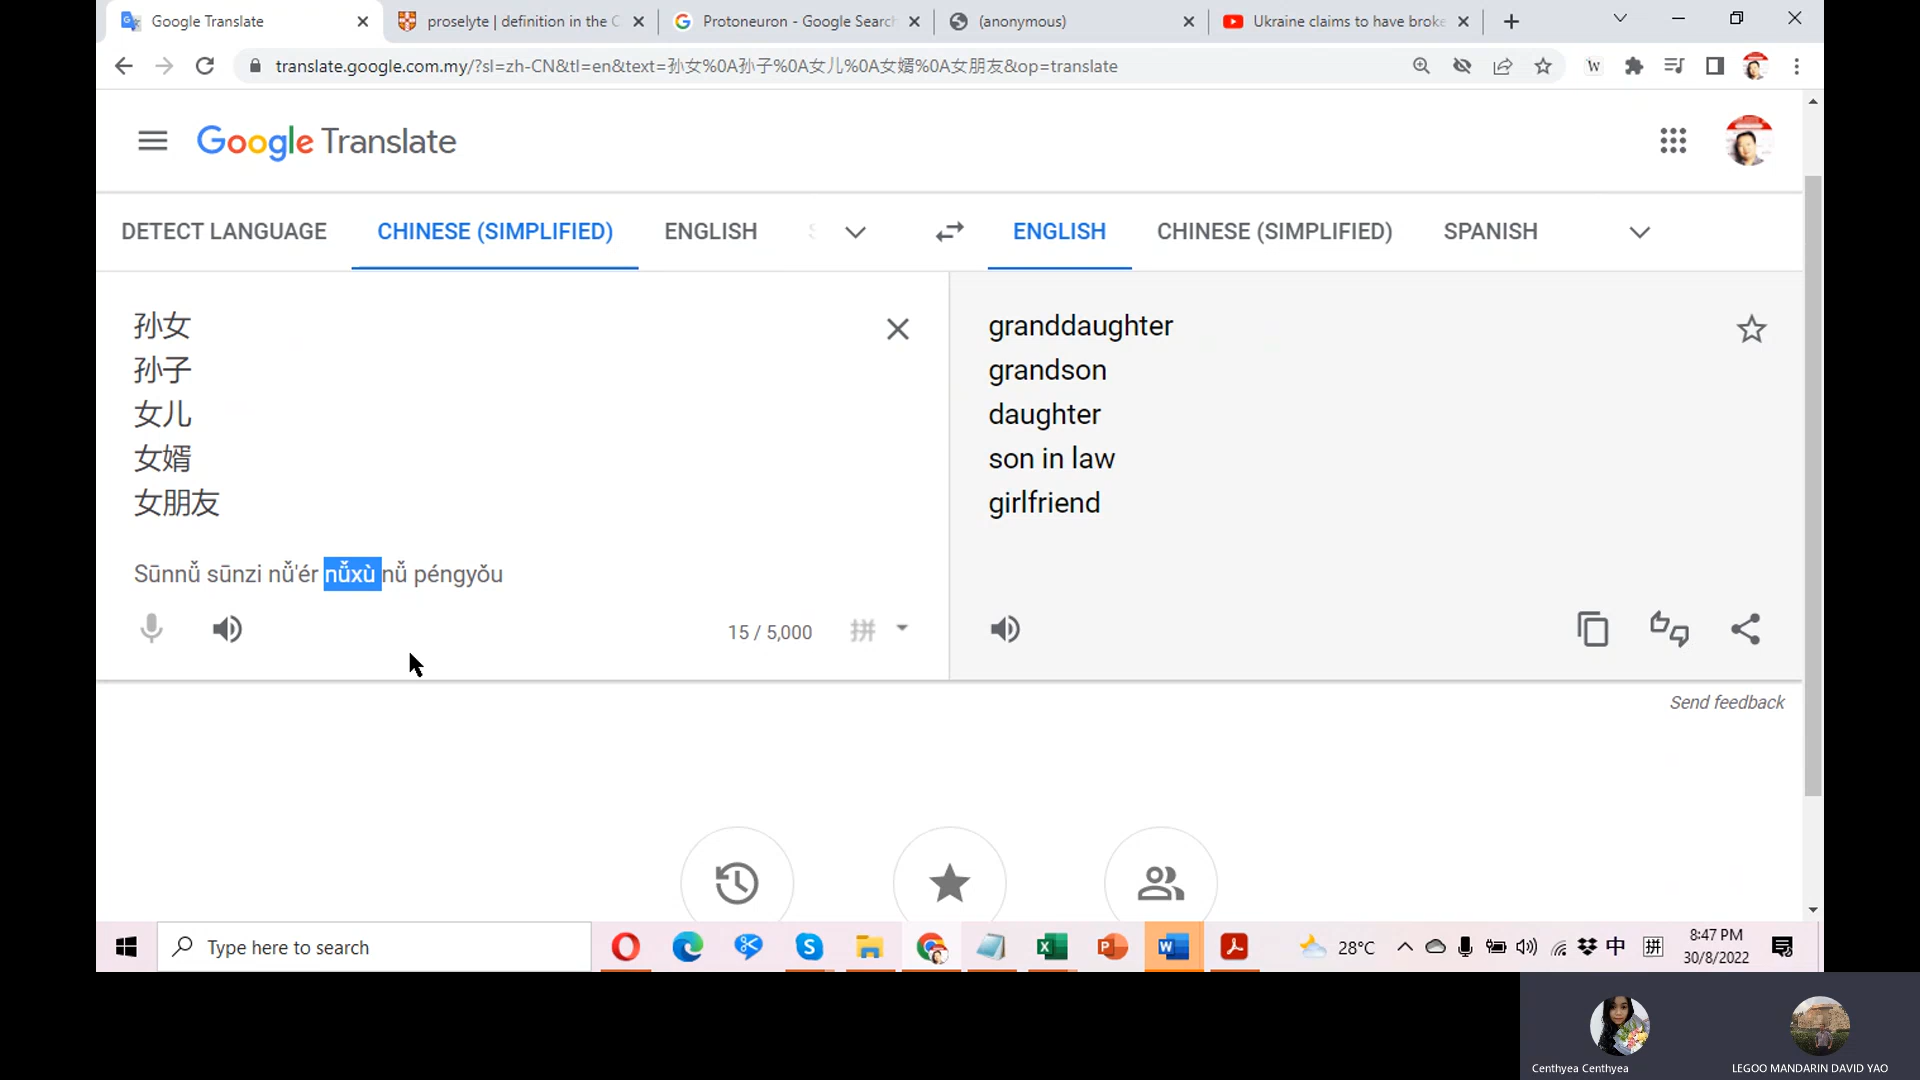 Google Translate
proselyte | definition in the C
Protoneuron - Google Search
(anonymous)
Ukraine claims to have broke
translate.google.com.my/?sl=zh-CN&tl=en&text=孙女%0A孙子%0A女儿%0A女婿%0A女朋友&op=translate
W
Google Translate
DETECT LANGUAGE
CHINESE (SIMPLIFIED)
ENGLISH
ENGLISH
CHINESE (SIMPLIFIED)
SPANISH
孙女
孙子
女儿
女婿
女朋友
Sūnnǚ sūnzi nǚ'ér nǚxù nǚ péngyǒu
15 / 5,000
拼
granddaughter
grandson
daughter
son in law
girlfriend
Send feedback
Type here to search
28°C
中
拼
8:47 PM
30/8/2022
Centhyea Centhyea
LEGOO MANDARIN DAVID YAO